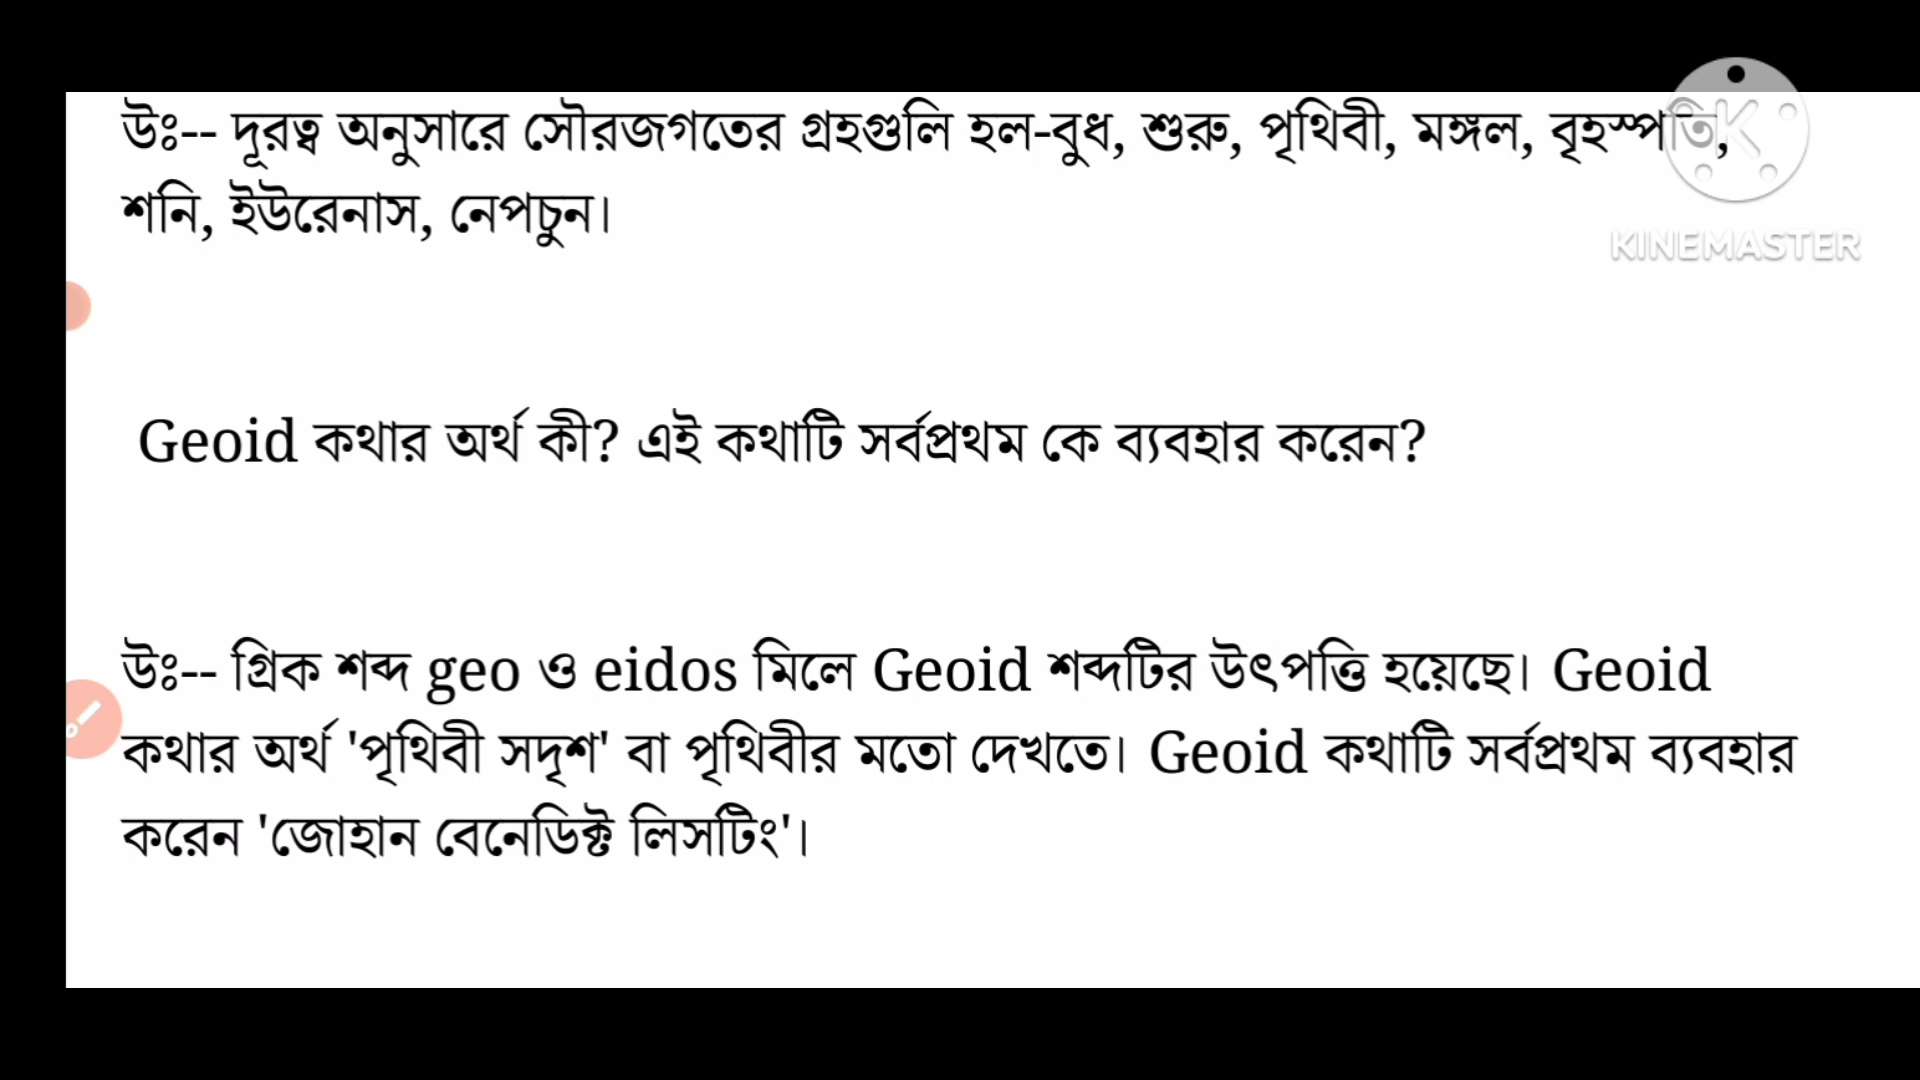 উঃ-- দূরত্ব অনুসারে সৌরজগতের গ্রহগুলি হল-বুধ, শুরু, পৃথিবী, মঙ্গল, বৃহস্পতি,
শনি, ইউরেনাস, নেপচুন।
KINEMASTER
Geoid কথার অর্থ কী? এই কথাটি সর্বপ্রথম কে ব্যবহার করেন?
উঃ-- গ্রিক শব্দ geo ও eidos মিলে Geoid শব্দটির উৎপত্তি হয়েছে। Geoid
কথার অর্থ 'পৃথিবী সদৃশ' বা পৃথিবীর মতো দেখতে। Geoid কথাটি সর্বপ্রথম ব্যবহার
করেন 'জোহান বেনেডিক্ট লিসটিং'।